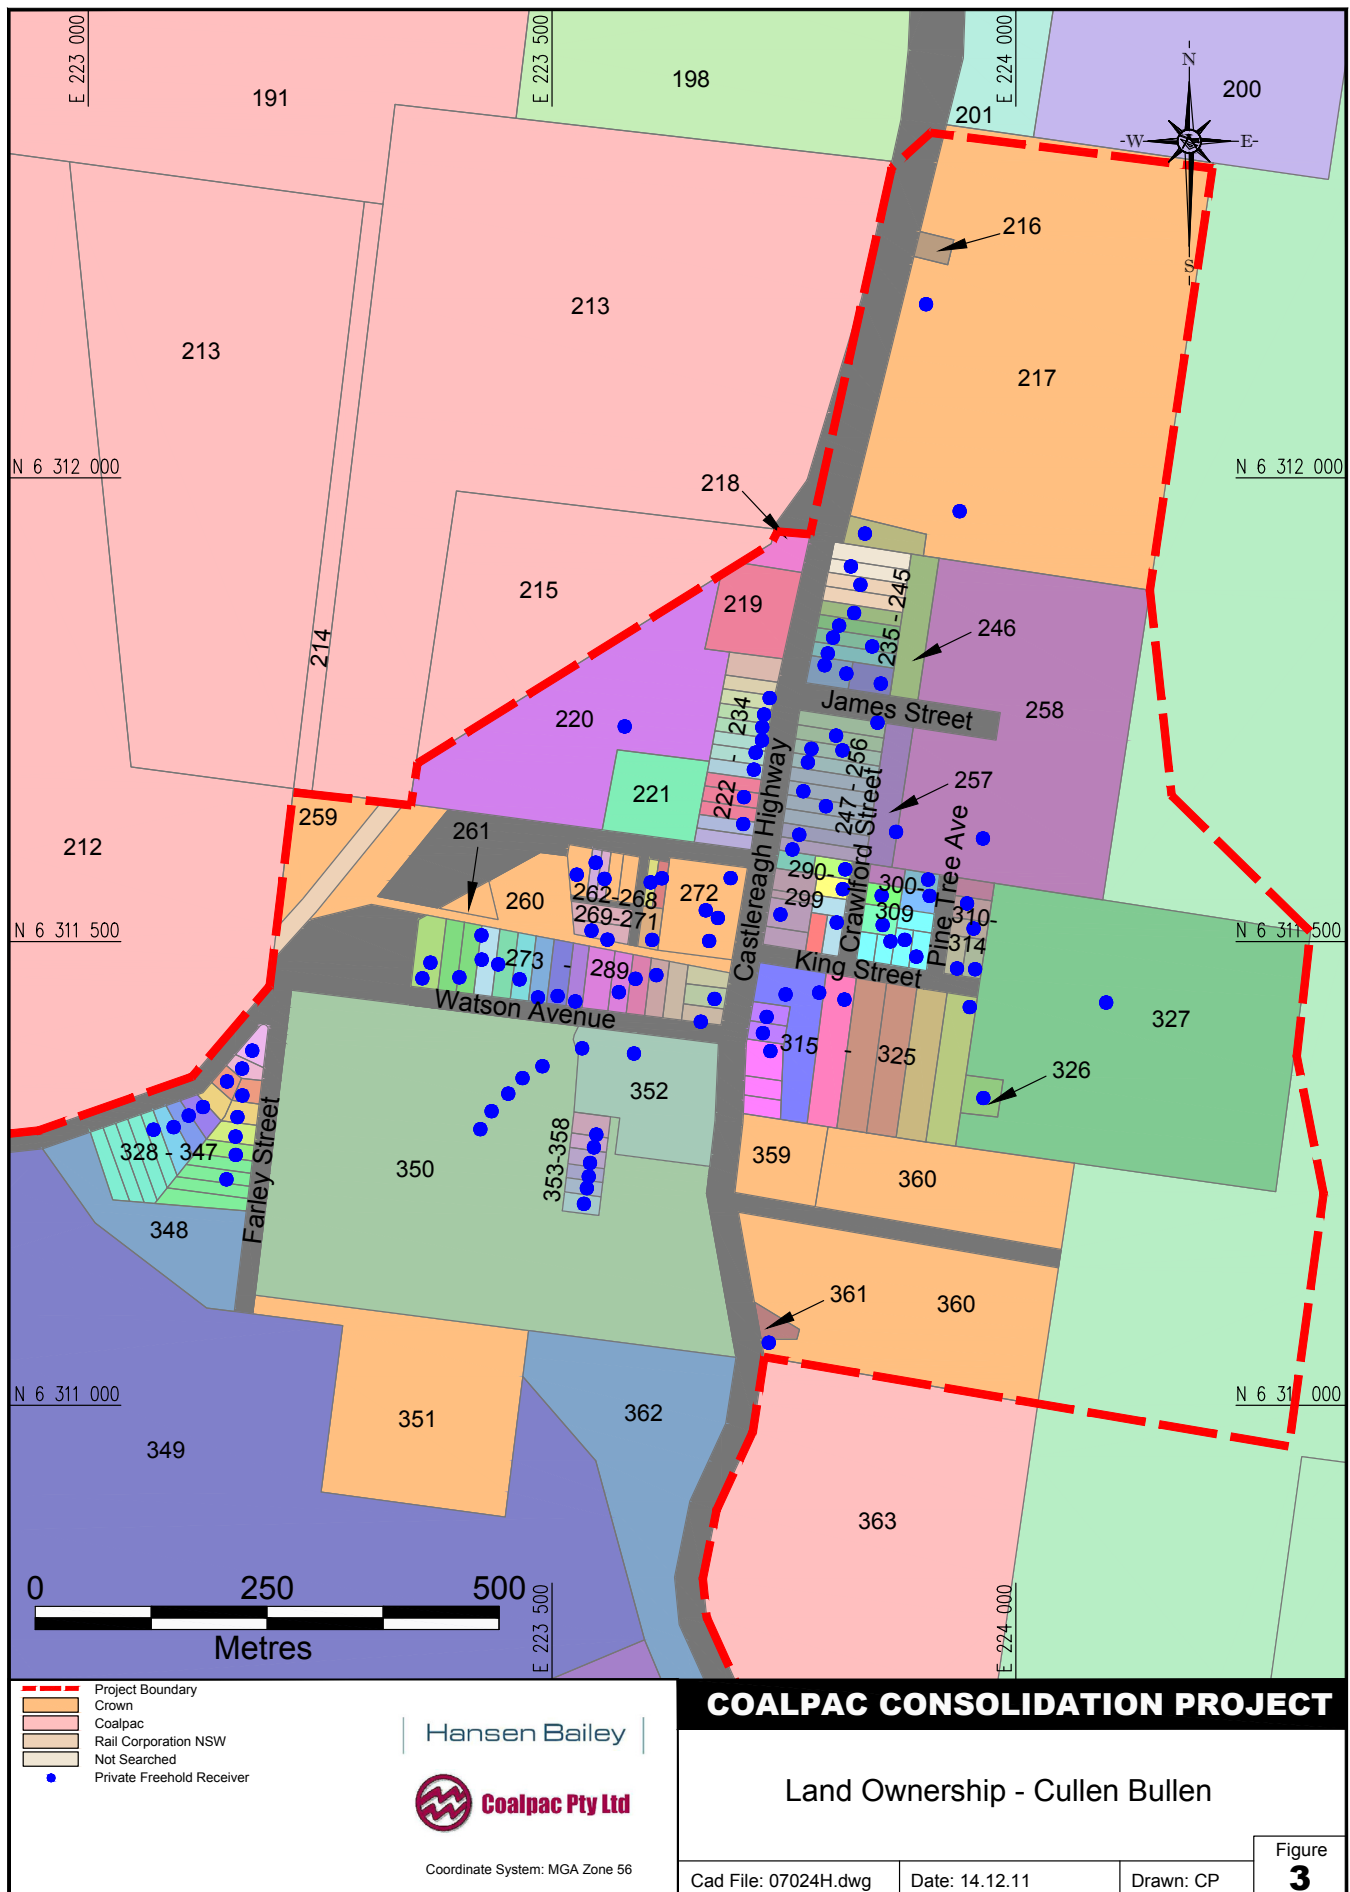 E 223 000
E 223 500
E 224 000
191
198
200
201
N
-W
E-
S
216
213
213
217
N 6 312 000
N 6 312 000
218
215
219
235 - 245
246
214
220
222 - 234
James Street
258
221
247 - 256
257
Castlereagh Highway
Crawlford Street
Pine Tree Ave
259
261
212
260
262-268
272
290-
299
300-
309
310-
314
269-271
N 6 311 500
N 6 311 500
273 - 289
King Street
Watson Avenue
327
315 - 325
326
352
328 - 347
Farley Street
350
353-358
359
360
348
361
360
N 6 311 000
N 6 311 000
351
362
349
363
0 250 500
Metres
E 223 500
E 224 000
Project Boundary
Crown
Coalpac
Rail Corporation NSW
Not Searched
Private Freehold Receiver
Hansen Bailey
Coalpac Pty Ltd
Coordinate System: MGA Zone 56
COALPAC CONSOLIDATION PROJECT
Land Ownership - Cullen Bullen
Cad File: 07024H.dwg
Date: 14.12.11
Drawn: CP
Figure
3